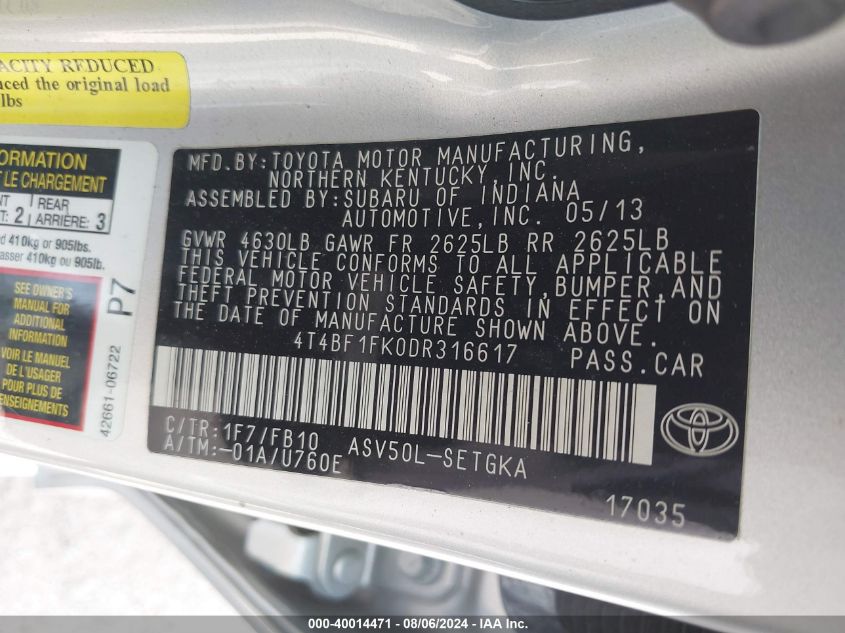 ACITY REDUCED
uced the original load
lbs
ORMATION
LE CHARGEMENT
NT REAR
T: 2 ARRIÈRE: 3
d 410kg or 905lbs.
asser 410kg ou 905lb.
SEE OWNER'S
MANUAL FOR
ADDITIONAL
INFORMATION
VOIR LE MANUEL
DE L'USAGER
POUR PLUS DE
RENSEIGNEMENTS
P7
42661-06722
MFD.BY:TOYOTA MOTOR MANUFACTURING,
NORTHERN KENTUCKY, INC.
ASSEMBLED BY:SUBARU OF INDIANA
AUTOMOTIVE,INC. 05/13
GVWR 4630LB GAWR FR 2625LB RR 2625LB
THIS VEHICLE CONFORMS TO ALL APPLICABLE
FEDERAL MOTOR VEHICLE SAFETY,BUMPER,AND
THEFT PREVENTION STANDARDS IN EFFECT ON
THE DATE OF MANUFACTURE SHOWN ABOVE.
4T4BF1FK0DR316617 PASS.CAR
C/TR:1F7/FB10
A/TM:-01A/U760E
ASV50L-SETGKA
17035
000-40014471 - 08/06/2024 - IAA Inc.